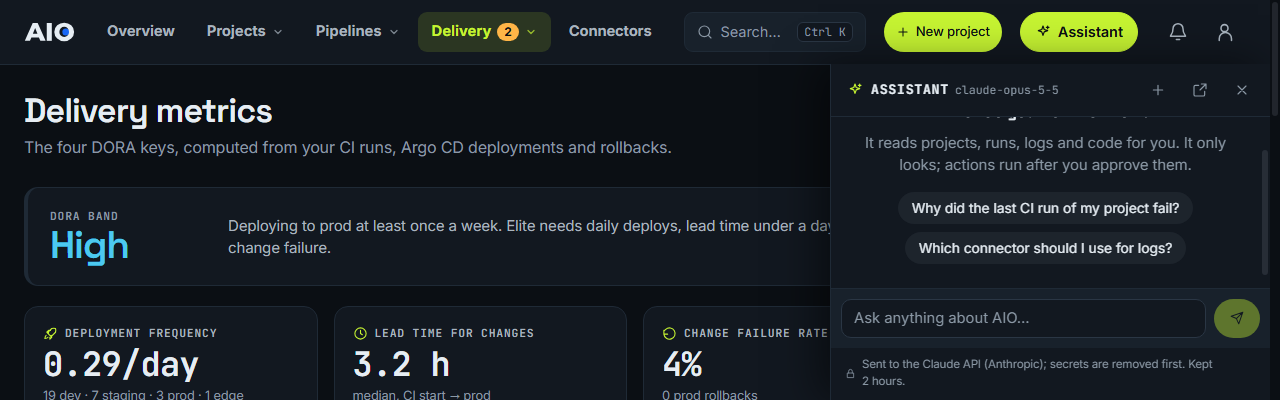 AIO
Overview
Projects
Pipelines
Delivery 2
Connectors
Search...
Ctrl K
New project
Assistant
Delivery metrics
The four DORA keys, computed from your CI runs, Argo CD deployments and rollbacks.
DORA BAND
High
Deploying to prod at least once a week. Elite needs daily deploys, lead time under a day
change failure.
DEPLOYMENT FREQUENCY
0.29/day
19 dev · 7 staging · 3 prod · 1 edge
LEAD TIME FOR CHANGES
3.2 h
median, CI start → prod
CHANGE FAILURE RATE
4%
0 prod rollbacks
ASSISTANT claude-opus-5-5
It reads projects, runs, logs and code for you. It only
looks; actions run after you approve them.
Why did the last CI run of my project fail?
Which connector should I use for logs?
Ask anything about AIO...
Sent to the Claude API (Anthropic); secrets are removed first. Kept
2 hours.